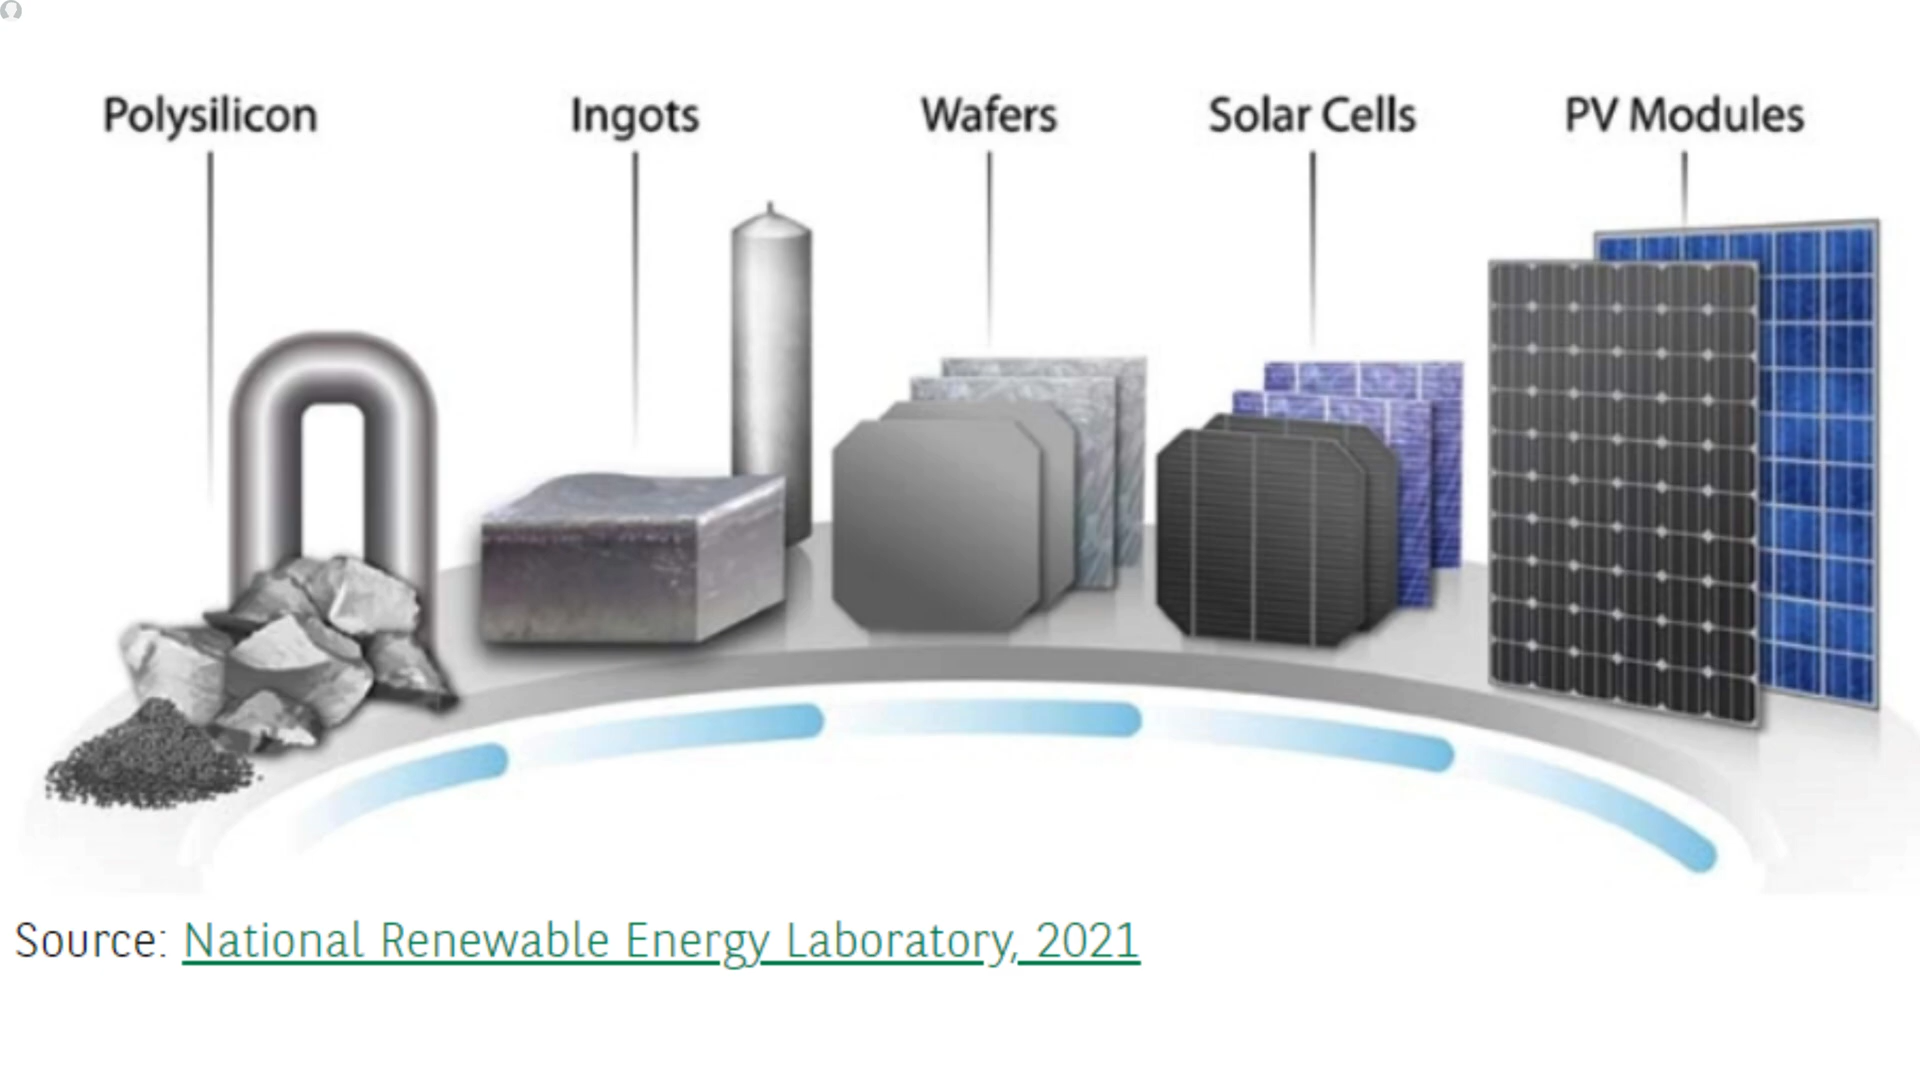 Polysilicon
Ingots
Wafers
Solar Cells
PV Modules
Source: National Renewable Energy Laboratory, 2021